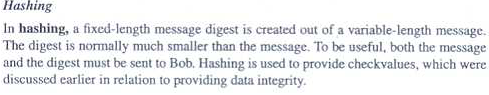 Hashing
In hashing, a fixed-length message digest is created out of a variable-length message.
The digest is normally much smaller than the message. To be useful, both the message
and the digest must be sent to Bob. Hashing is used to provide checkvalues, which were
discussed earlier in relation to providing data integrity.